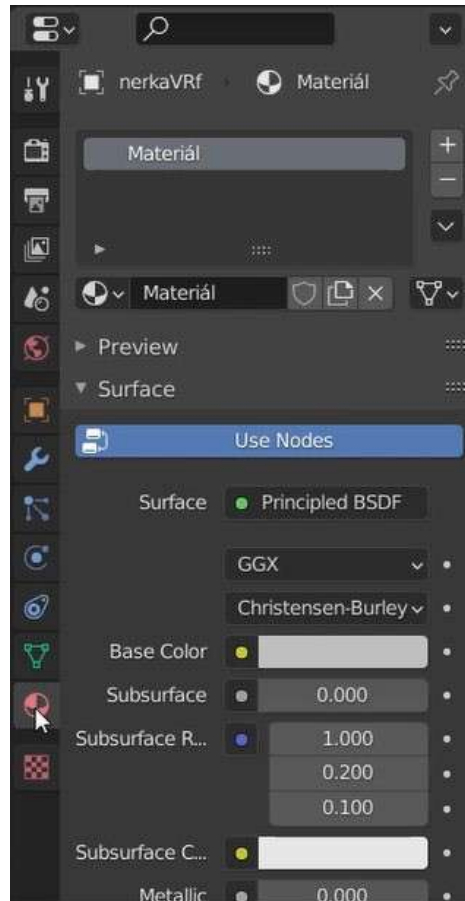 nerkaVRf Materiál
Materiál
Materiál
Preview
Surface
Use Nodes
Surface Principled BSDF
GGX
Christensen-Burley
Base Color
Subsurface 0.000
Subsurface R... 1.000
0.200
0.100
Subsurface C...
Metallic 0.000